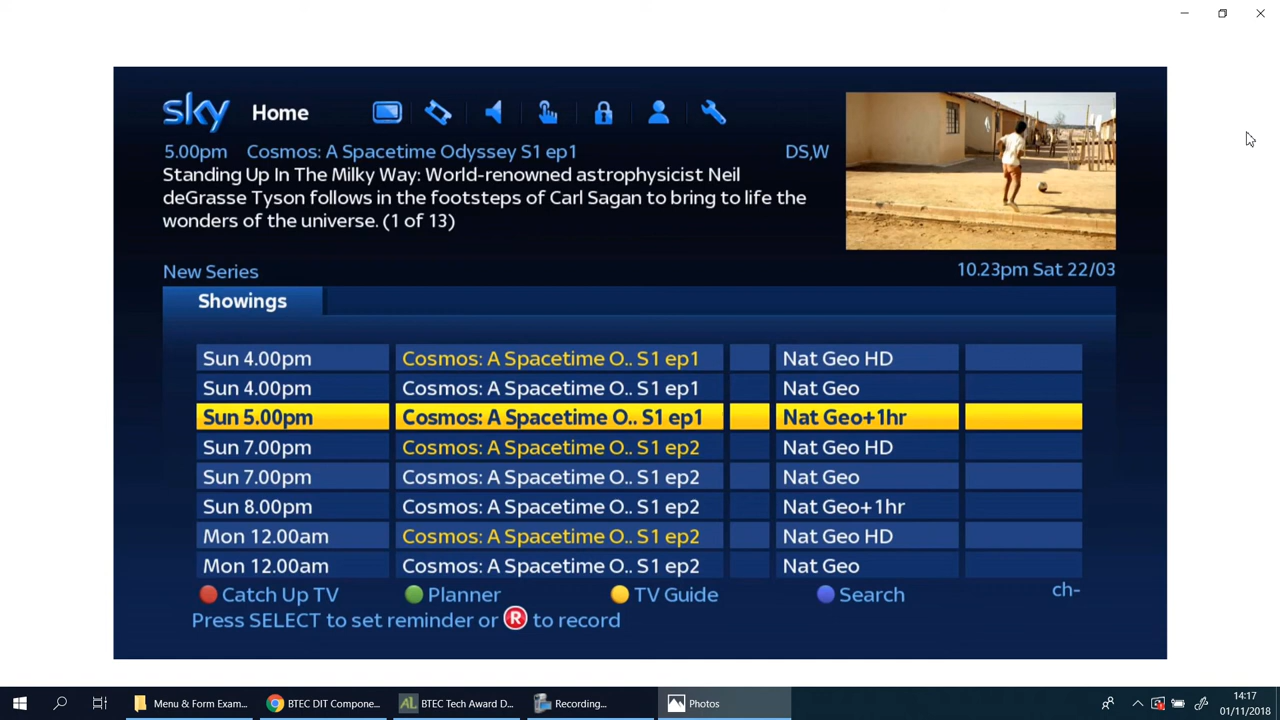 sky Home
5.00pm Cosmos: A Spacetime Odyssey S1 ep1 DS,W
Standing Up In The Milky Way: World-renowned astrophysicist Neil
deGrasse Tyson follows in the footsteps of Carl Sagan to bring to life the
wonders of the universe. (1 of 13)
New Series 10.23pm Sat 22/03
Showings
Sun 4.00pm Cosmos: A Spacetime O.. S1 ep1 Nat Geo HD
Sun 4.00pm Cosmos: A Spacetime O.. S1 ep1 Nat Geo
Sun 5.00pm Cosmos: A Spacetime O.. S1 ep1 Nat Geo+1hr
Sun 7.00pm Cosmos: A Spacetime O.. S1 ep2 Nat Geo HD
Sun 7.00pm Cosmos: A Spacetime O.. S1 ep2 Nat Geo
Sun 8.00pm Cosmos: A Spacetime O.. S1 ep2 Nat Geo+1hr
Mon 12.00am Cosmos: A Spacetime O.. S1 ep2 Nat Geo HD
Mon 12.00am Cosmos: A Spacetime O.. S1 ep2 Nat Geo
Catch Up TV Planner TV Guide Search ch-
Press SELECT to set reminder or R to record
Menu & Form Exam... BTEC DIT Compone... AL BTEC Tech Award D... Recording... Photos 14:17
01/11/2018